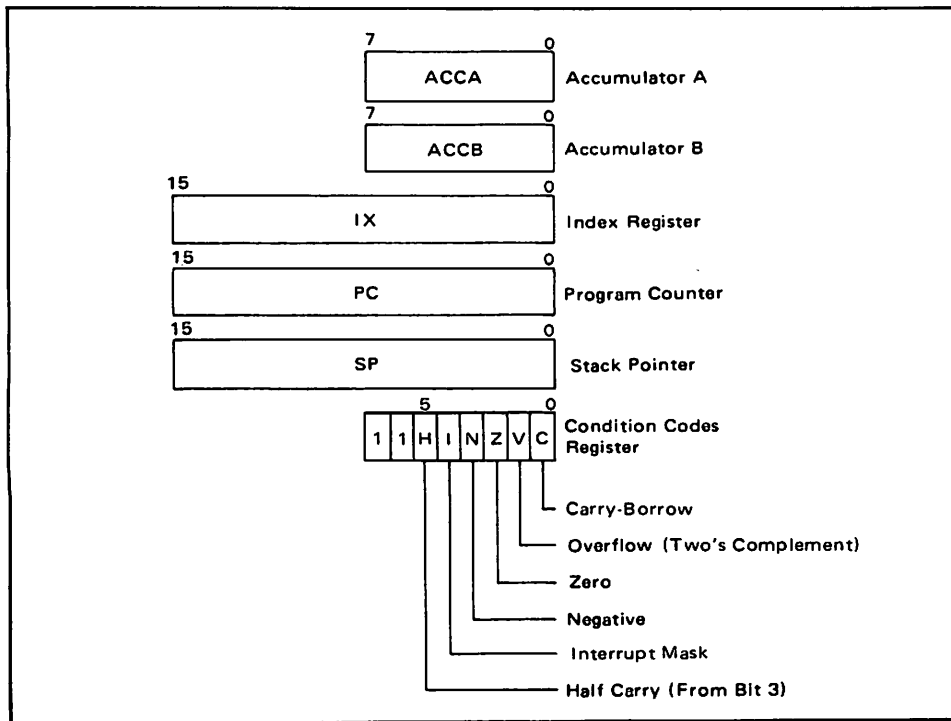 7 0
ACCA Accumulator A
7 0
ACCB Accumulator B
15 0
IX Index Register
15 0
PC Program Counter
15 0
SP Stack Pointer
5 0
1 1 H I N Z V C Condition Codes
Register
Carry-Borrow
Overflow (Two's Complement)
Zero
Negative
Interrupt Mask
Half Carry (From Bit 3)